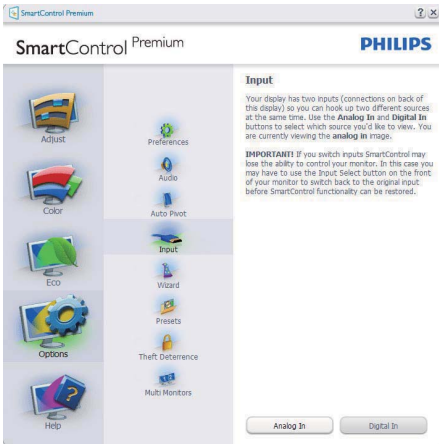 SmartControl Premium
SmartControl Premium
PHILIPS
Adjust
Color
Eco
Options
Help
Preferences
Audio
Auto Pivot
Input
Wizard
Presets
Theft Deterrence
Multi Monitors
Input
Your display has two inputs (connections on back of
this display) so you can hook up two different sources
at the same time. Use the Analog In and Digital In
buttons to select which source you'd like to view. You
are currently viewing the analog in image.
IMPORTANT! If you switch inputs SmartControl may
lose the ability to control your monitor. In this case you
may have to use the Input Select button on the front
of your monitor to switch back to the original input
before SmartControl functionality can be restored.
Analog In
Digital In